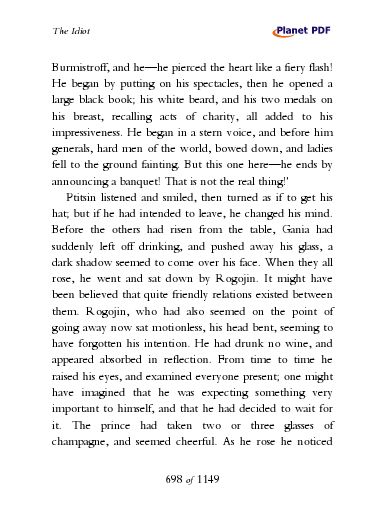 The Idiot
Planet PDF
Burmistroff, and he—he pierced the heart like a fiery flash!
He began by putting on his spectacles, then he opened a
large black book; his white beard, and his two medals on
his breast, recalling acts of charity, all added to his
impressiveness. He began in a stern voice, and before him
generals, hard men of the world, bowed down, and ladies
fell to the ground fainting. But this one here—he ends by
announcing a banquet! That is not the real thing!'
Ptitsin listened and smiled, then turned as if to get his
hat; but if he had intended to leave, he changed his mind.
Before the others had risen from the table, Gania had
suddenly left off drinking, and pushed away his glass, a
dark shadow seemed to come over his face. When they all
rose, he went and sat down by Rogojin. It might have
been believed that quite friendly relations existed between
them. Rogojin, who had also seemed on the point of
going away now sat motionless, his head bent, seeming to
have forgotten his intention. He had drunk no wine, and
appeared absorbed in reflection. From time to time he
raised his eyes, and examined everyone present; one might
have imagined that he was expecting something very
important to himself, and that he had decided to wait for
it. The prince had taken two or three glasses of
champagne, and seemed cheerful. As he rose he noticed
698 of 1149